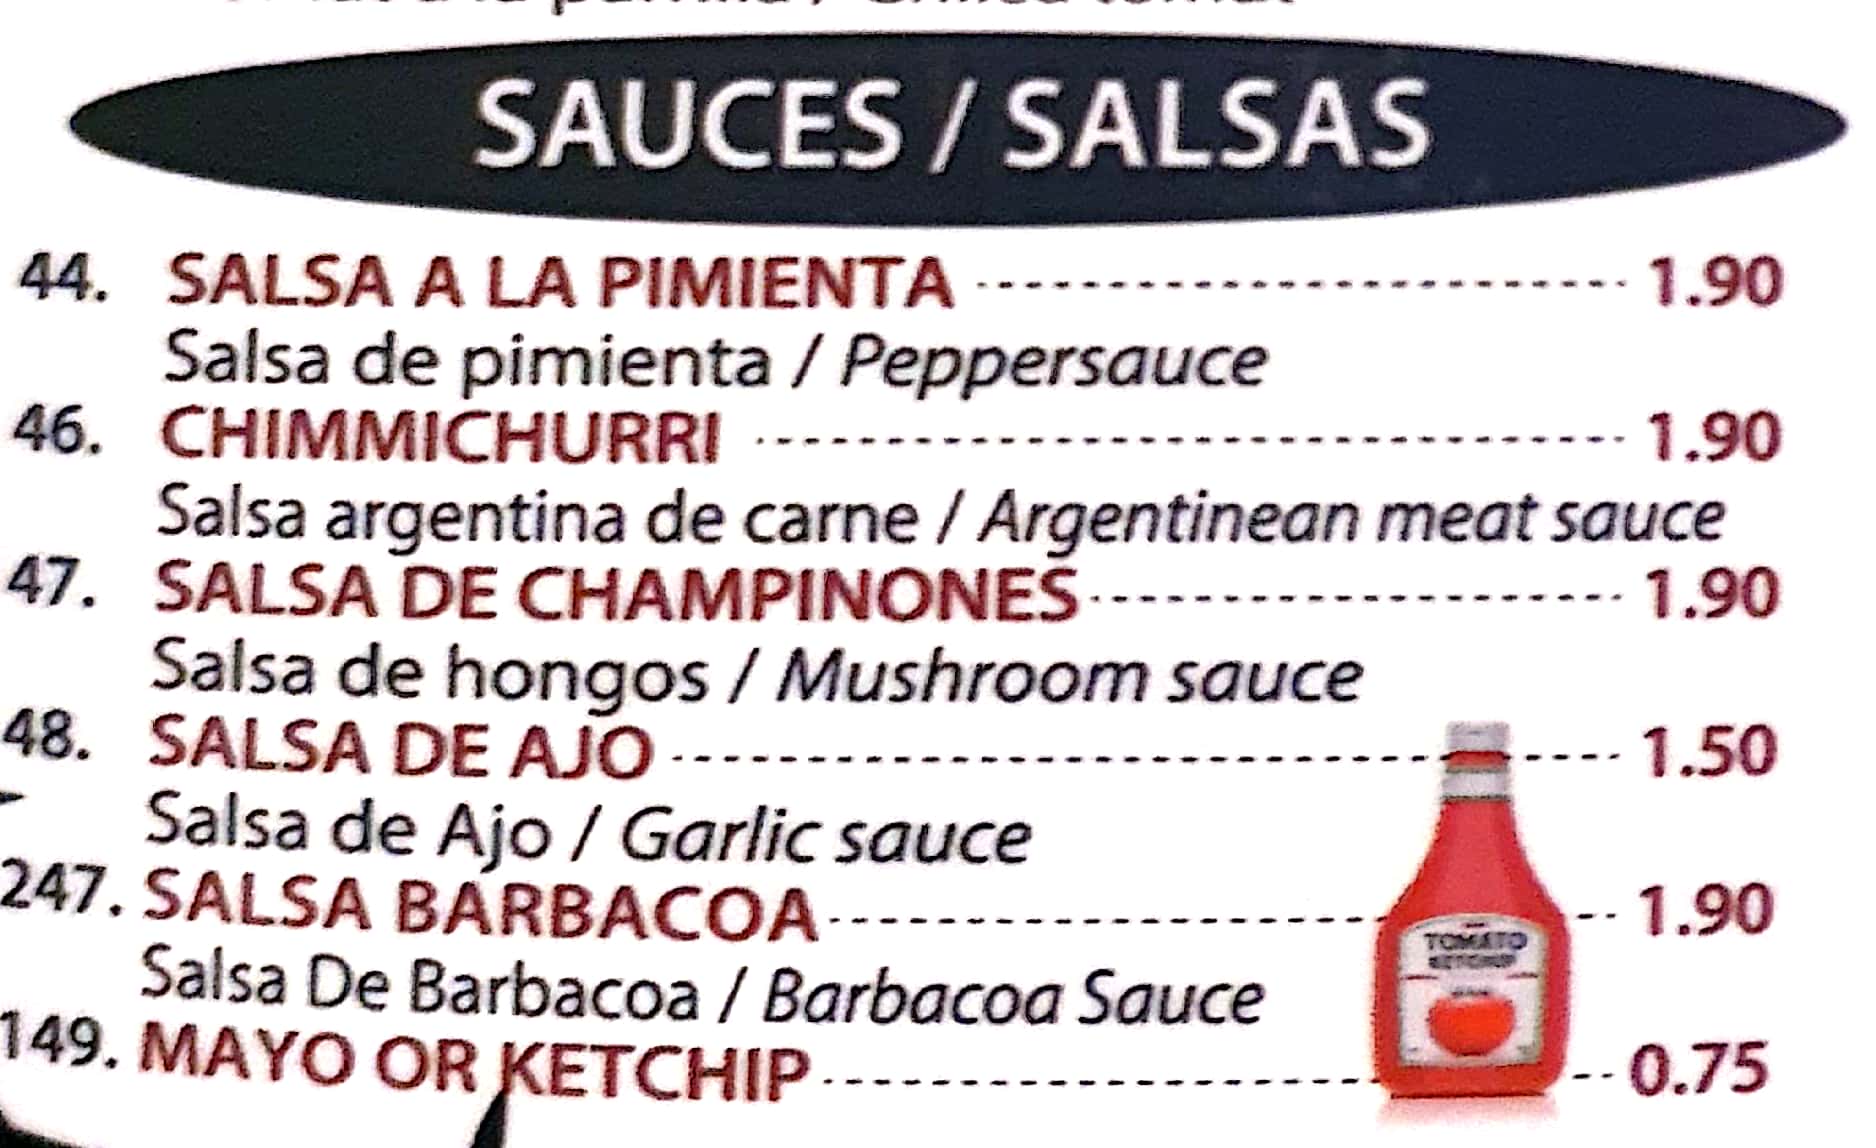 SAUCES / SALSAS
44. SALSA A LA PIMIENTA 1.90
Salsa de pimienta / Peppersauce
46. CHIMMICHURRI 1.90
Salsa argentina de carne / Argentinean meat sauce
47. SALSA DE CHAMPINONES 1.90
Salsa de hongos / Mushroom sauce
48. SALSA DE AJO 1.50
Salsa de Ajo / Garlic sauce
247. SALSA BARBACOA 1.90
Salsa De Barbacoa / Barbacoa Sauce
149. MAYO OR KETCHIP 0.75
TOMATO
KETCHUP